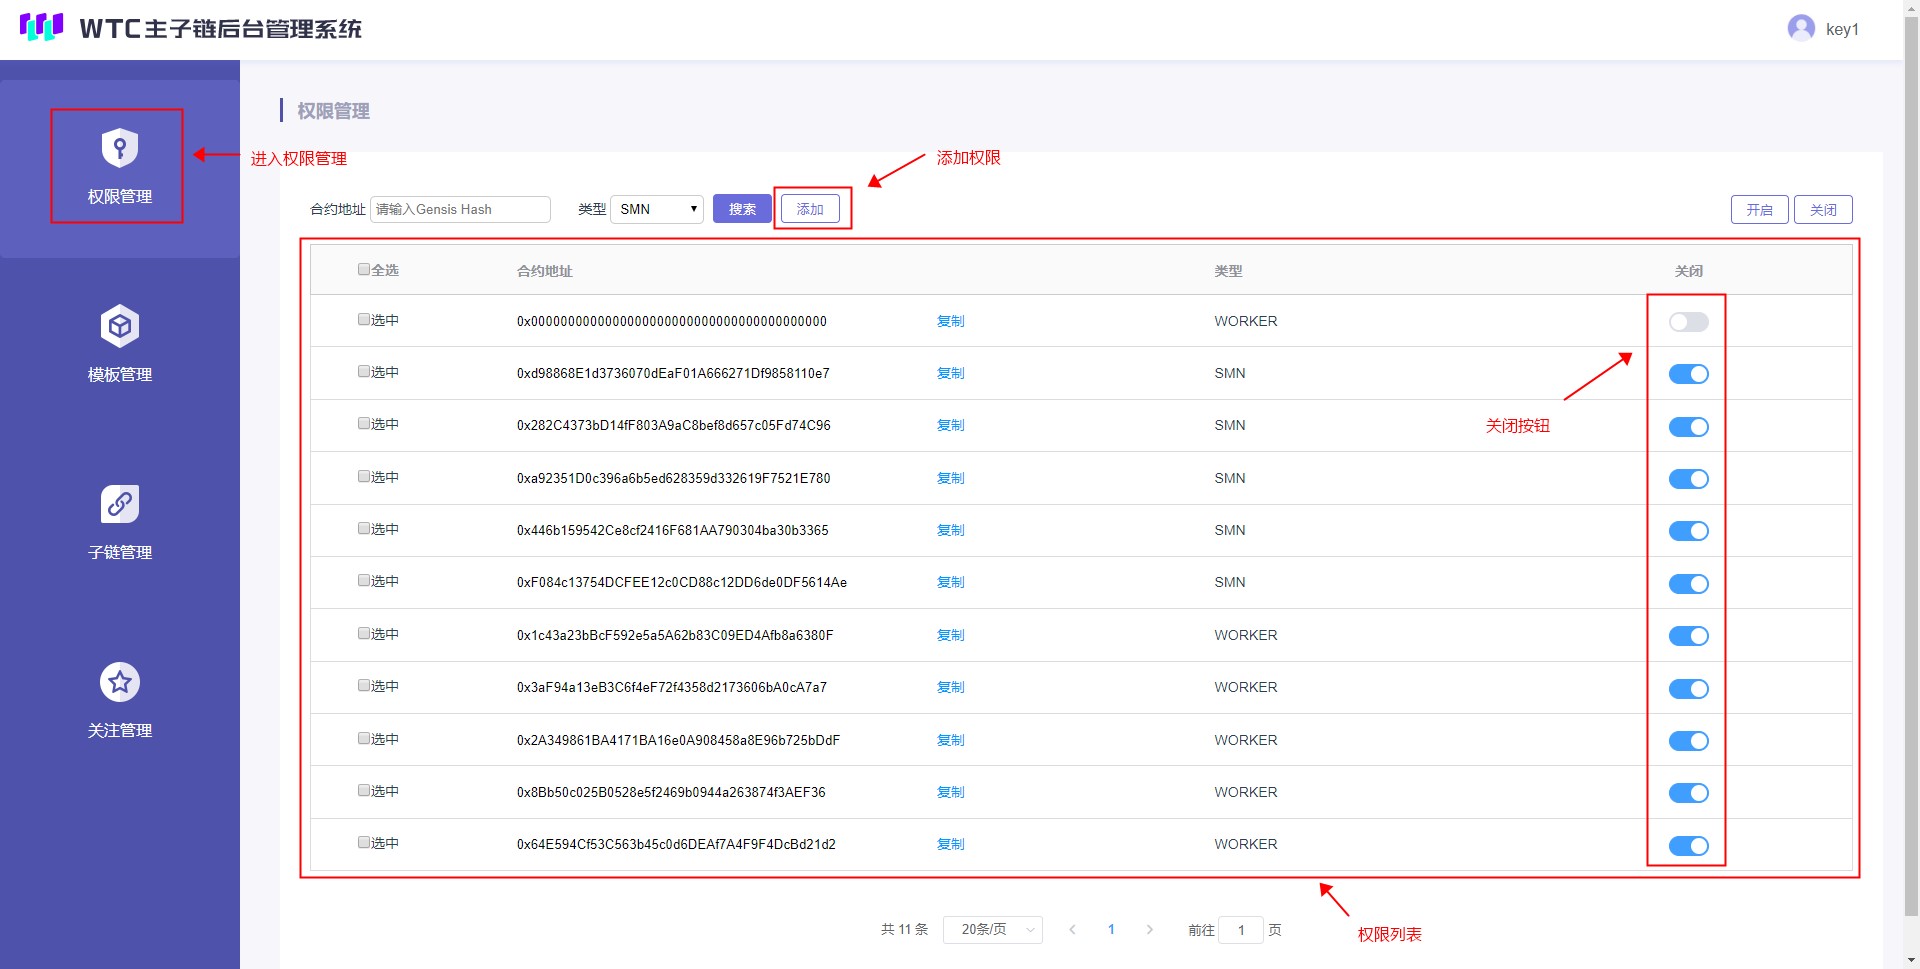 WTC主子链后台管理系统
key1
权限管理
模板管理
子链管理
关注管理
权限管理
进入权限管理
添加权限
合约地址 请输入Gensis Hash 类型 SMN 搜索 添加 开启 关闭
全选 合约地址 类型 关闭
选中 0x0000000000000000000000000000000000000000 复制 WORKER
选中 0xd98868E1d3736070dEaF01A666271Df9858110e7 复制 SMN
选中 0x282C4373bD14fF803A9aC8bef8d657c05Fd74C96 复制 SMN
关闭按钮
选中 0xa92351D0c396a6b5ed628359d332619F7521E780 复制 SMN
选中 0x446b159542Ce8cf2416F681AA790304ba30b3365 复制 SMN
选中 0xF084c13754DCFEE12c0CD88c12DD6de0DF5614Ae 复制 SMN
选中 0x1c43a23bBcF592e5a5A62b83C09ED4Afb8a6380F 复制 WORKER
选中 0x3aF94a13eB3C6f4eF72f4358d2173606bA0cA7a7 复制 WORKER
选中 0x2A349861BA4171BA16e0A908458a8E96b725bDdF 复制 WORKER
选中 0x8Bb50c025B0528e5f2469b0944a263874f3AEF36 复制 WORKER
选中 0x64E594Cf53C563b45c0d6DEAf7A4F9F4DcBd21d2 复制 WORKER
共 11 条 20条/页 1 前往 1 页
权限列表